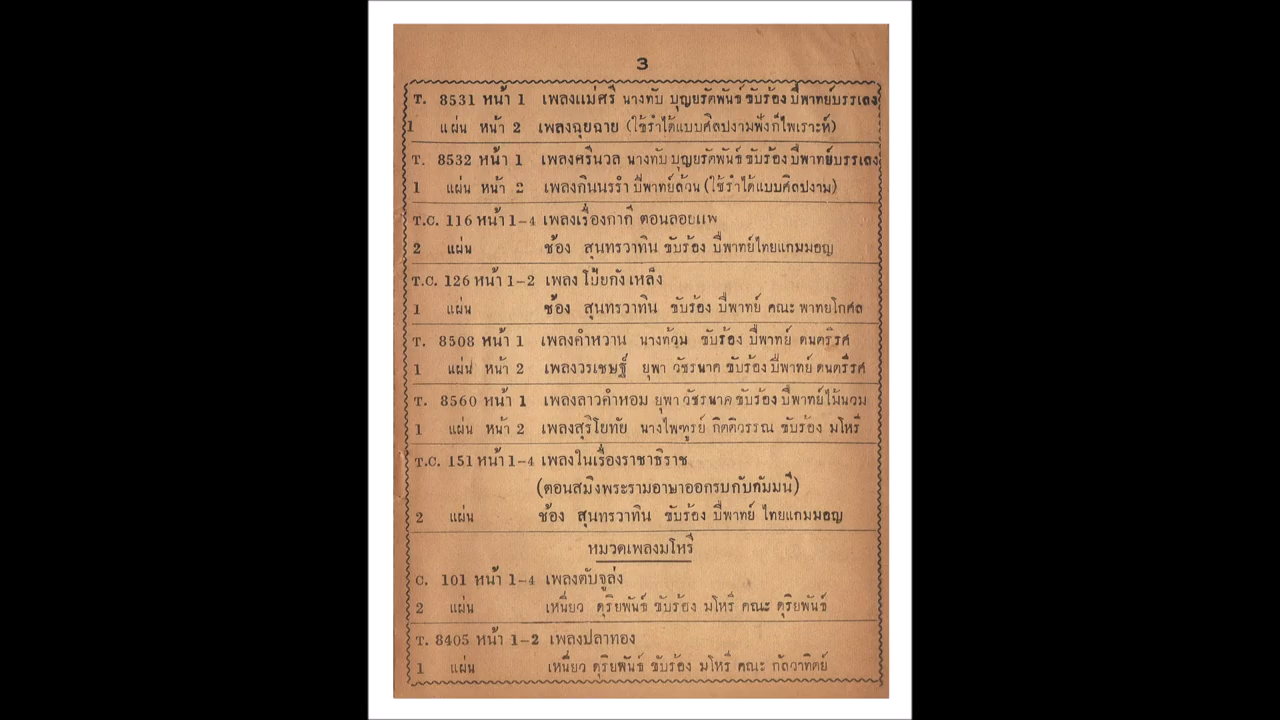 3
T. 8531 หน้า 1 เพลงแม่ศรี นางทับ บุญยรัตพันธ์ ขับร้อง ปี่พาทย์บรรเลง
1 แผ่น หน้า 2 เพลงฉุยฉาย (ใช้รำได้แบบศิลปงามฟังก็ไพเราะห์)
T. 8532 หน้า 1 เพลงศรีนวล นางทับ บุญยรัตพันธ์ ขับร้อง ปี่พาทย์บรรเลง
1 แผ่น หน้า 2 เพลงกินนรรำ ปี่พาทย์ล้วน (ใช้รำได้แบบศิลปงาม)
T.C. 116 หน้า 1-4 เพลงเรื่องกากี ตอนลอยแพ
2 แผ่น ช้อง สุนทรวาทิน ขับร้อง ปี่พาทย์ไทยแกมมอญ
T.C. 126 หน้า 1-2 เพลง โป๊ยกัง เหล็ง
1 แผ่น ช้อง สุนทรวาทิน ขับร้อง ปี่พาทย์ คณะ พาทยโกศล
T. 8508 หน้า 1 เพลงคำหวาน นางท้วม ขับร้อง ปี่พาทย์ ดนตรีรศ
1 แผ่น หน้า 2 เพลงวรเชษฐ์ ยุพา วัชรนาค ขับร้อง ปี่พาทย์ ดนตรีรศ
T. 8560 หน้า 1 เพลงลาวคำหอม ยุพา วัชรนาค ขับร้อง ปี่พาทย์ไม้นวม
1 แผ่น หน้า 2 เพลงสุริโยทัย นางไพฑูรย์ กิตติวรรณ ขับร้อง มโหรี
T.C. 151 หน้า 1-4 เพลงในเรื่องราชาธิราช
(ตอนสมิงพระรามอาษาออกรบกับกัมมนี)
2 แผ่น ช้อง สุนทรวาทิน ขับร้อง ปี่พาทย์ ไทยแกมมอญ
หมวดเพลงมโหรี
C. 101 หน้า 1-4 เพลงตับจูล่ง
2 แผ่น เหนี่ยว ดุริยพันธ์ ขับร้อง มโหรี คณะ ดุริยพันธ์
T. 8405 หน้า 1-2 เพลงปลาทอง
1 แผ่น เหนี่ยว ดุริยพันธ์ ขับร้อง มโหรี คณะ กัลวาทิตย์